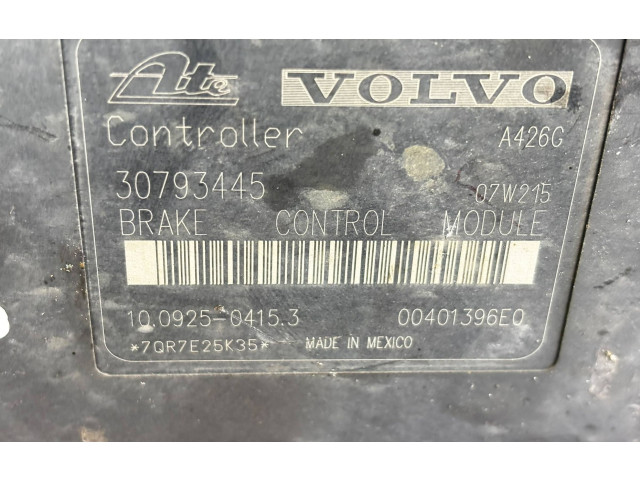 Ate VOLVO
Controller A426G
30793445 07W215
BRAKE CONTROL MODULE
10.0925-0415.3 00401396E0
*7QR7E25K35* MADE IN MEXICO